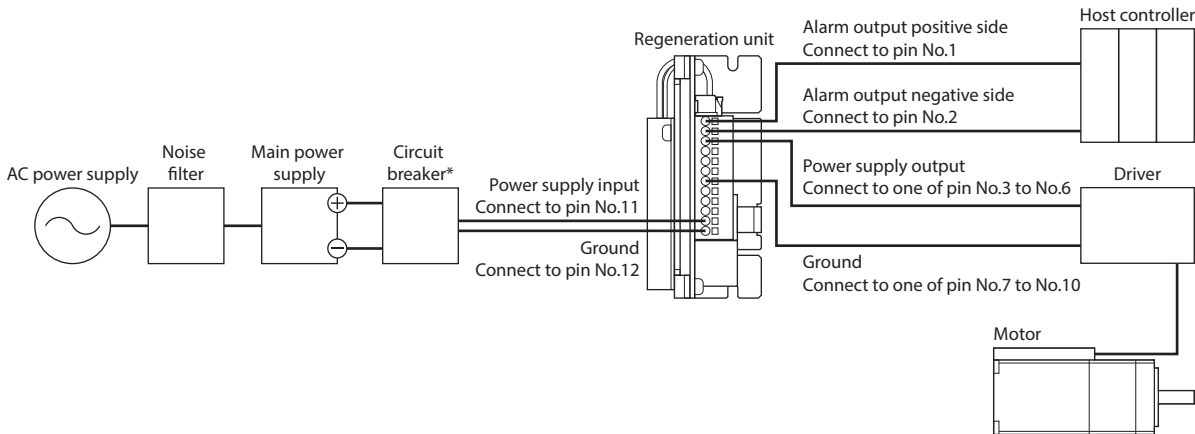 Host controller
Alarm output positive side
Connect to pin No.1
Regeneration unit
Alarm output negative side
Connect to pin No.2
AC power supply
Noise
filter
Main power
supply
Circuit
breaker*
Power supply input
Connect to pin No.11
Power supply output
Connect to one of pin No.3 to No.6
Driver
+
−
Ground
Connect to pin No.12
Ground
Connect to one of pin No.7 to No.10
Motor